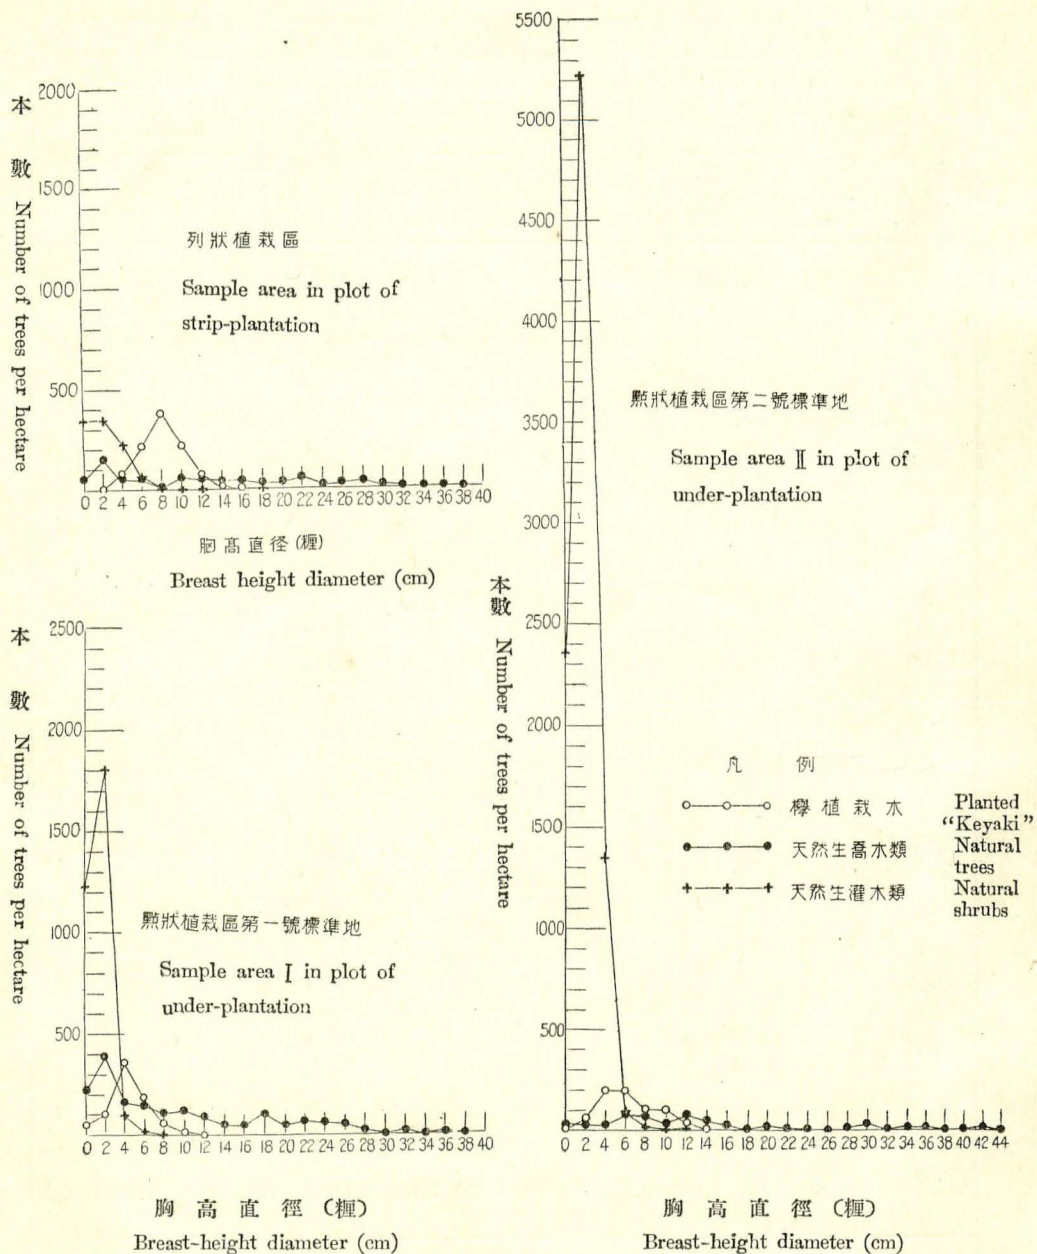 本數 Number of trees per hectare
2000
1500
1000
500
列狀植栽區
Sample area in plot of
strip-plantation
0 2 4 6 8 10 12 14 16 18 20 22 24 26 28 30 32 34 36 38 40
胸高直径(糎)
Breast height diameter (cm)
本數 Number of trees per hectare
2500
2000
1500
1000
500
點狀植栽區第一號標準地
Sample area I in plot of
under-plantation
0 2 4 6 8 10 12 14 16 18 20 22 24 26 28 30 32 34 36 38 40
胸高直徑(糎)
Breast-height diameter (cm)
本數 Number of trees per hectare
5500
5000
4500
4000
3500
3000
2500
2000
1500
1000
500
點狀植栽區第二號標準地
Sample area II in plot of
under-plantation
凡例
欅植栽木 Planted "Keyaki"
天然生喬木類 Natural trees
天然生灌木類 Natural shrubs
0 2 4 6 8 10 12 14 16 18 20 22 24 26 28 30 32 34 36 38 40 42 44
胸高直徑(糎)
Breast-height diameter (cm)